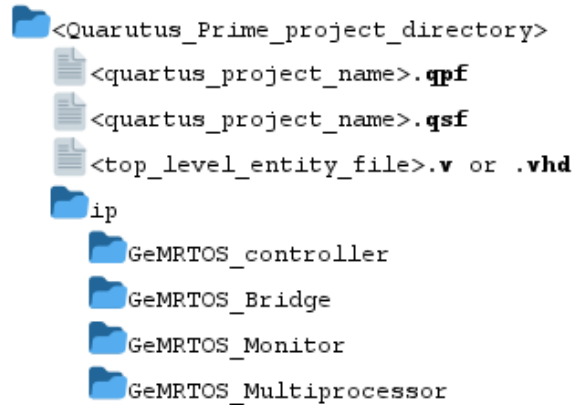 <Quarutus_Prime_project_directory>
<quartus_project_name>.qpf
<quartus_project_name>.qsf
<top_level_entity_file>.v or .vhd
ip
GeMRTOS_controller
GeMRTOS_Bridge
GeMRTOS_Monitor
GeMRTOS_Multiprocessor